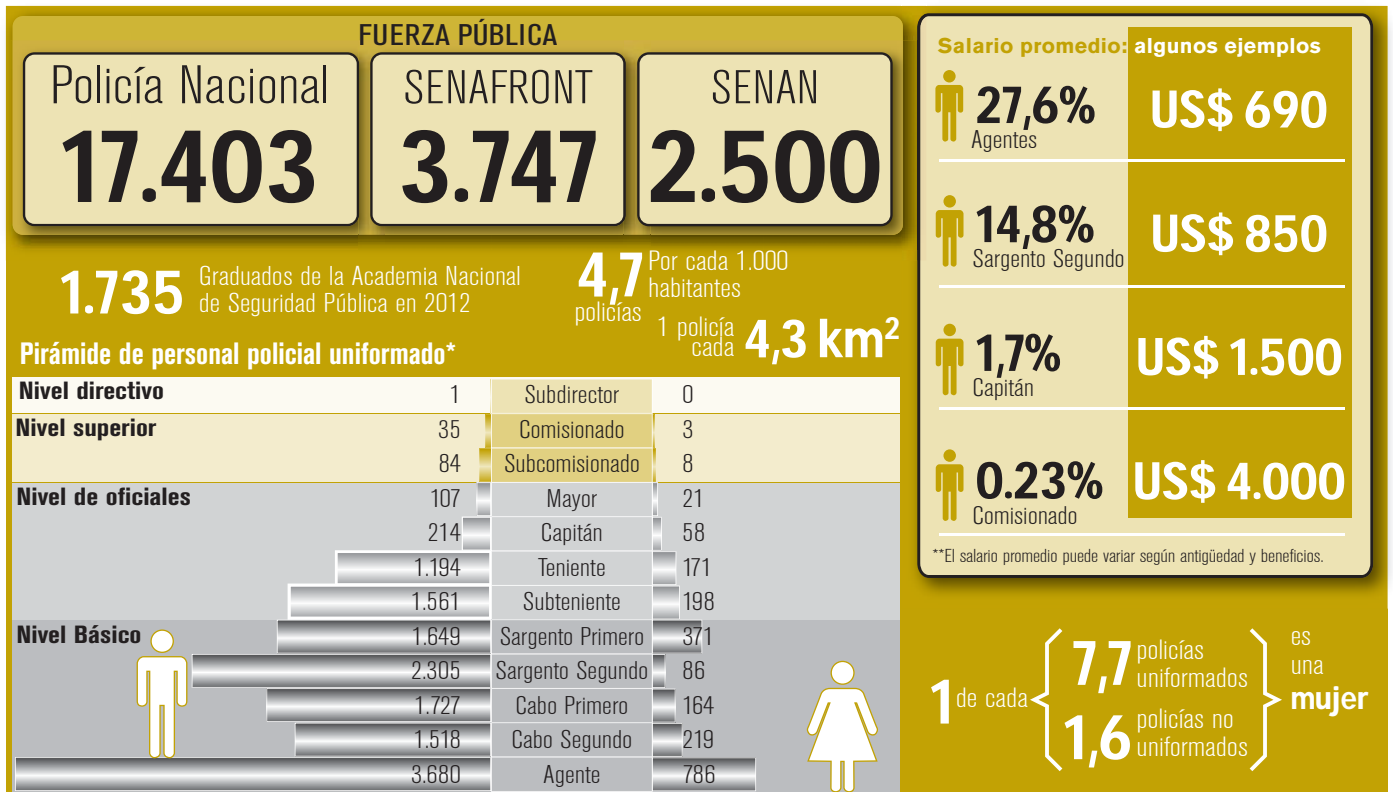 FUERZA PÚBLICA
Policía Nacional
17.403
SENAFRONT
3.747
SENAN
2.500
1.735
Graduados de la Academia Nacional
de Seguridad Pública en 2012
4,7
policías
Por cada 1.000
habitantes
1 policía
cada
4,3 km²
Pirámide de personal policial uniformado*
Nivel directivo
1 Subdirector 0
Nivel superior
35 Comisionado 3
84 Subcomisionado 8
Nivel de oficiales
107 Mayor 21
214 Capitán 58
1.194 Teniente 171
1.561 Subteniente 198
Nivel Básico
1.649 Sargento Primero 371
2.305 Sargento Segundo 86
1.727 Cabo Primero 164
1.518 Cabo Segundo 219
3.680 Agente 786
Salario promedio: algunos ejemplos
27,6%
Agentes
US$ 690
14,8%
Sargento Segundo
US$ 850
1,7%
Capitán
US$ 1.500
0.23%
Comisionado
US$ 4.000
**El salario promedio puede variar según antigüedad y beneficios.
1 de cada
7,7 policías
uniformados
1,6 policías no
uniformados
es
una
mujer